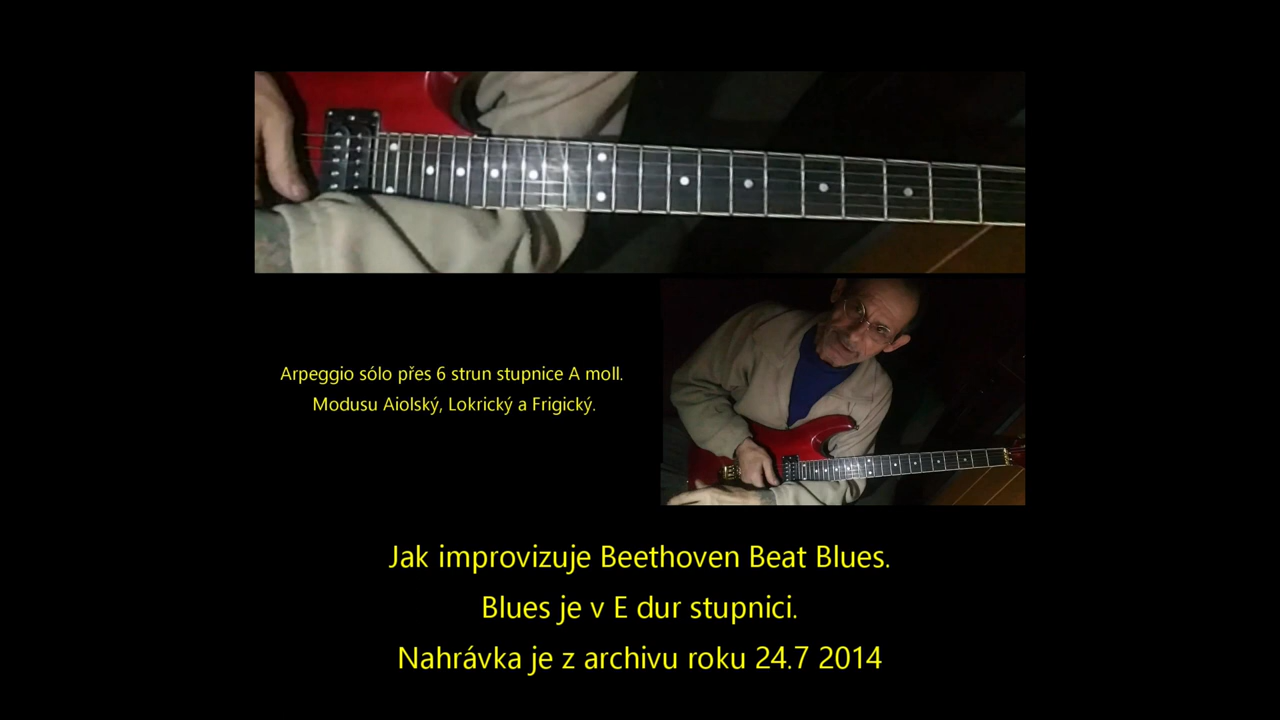 Arpeggio sólo přes 6 strun stupnice A moll.
Modusu Aiolský, Lokrický a Frigický.
Jak improvizuje Beethoven Beat Blues.
Blues je v E dur stupnici.
Nahrávka je z archivu roku 24.7 2014